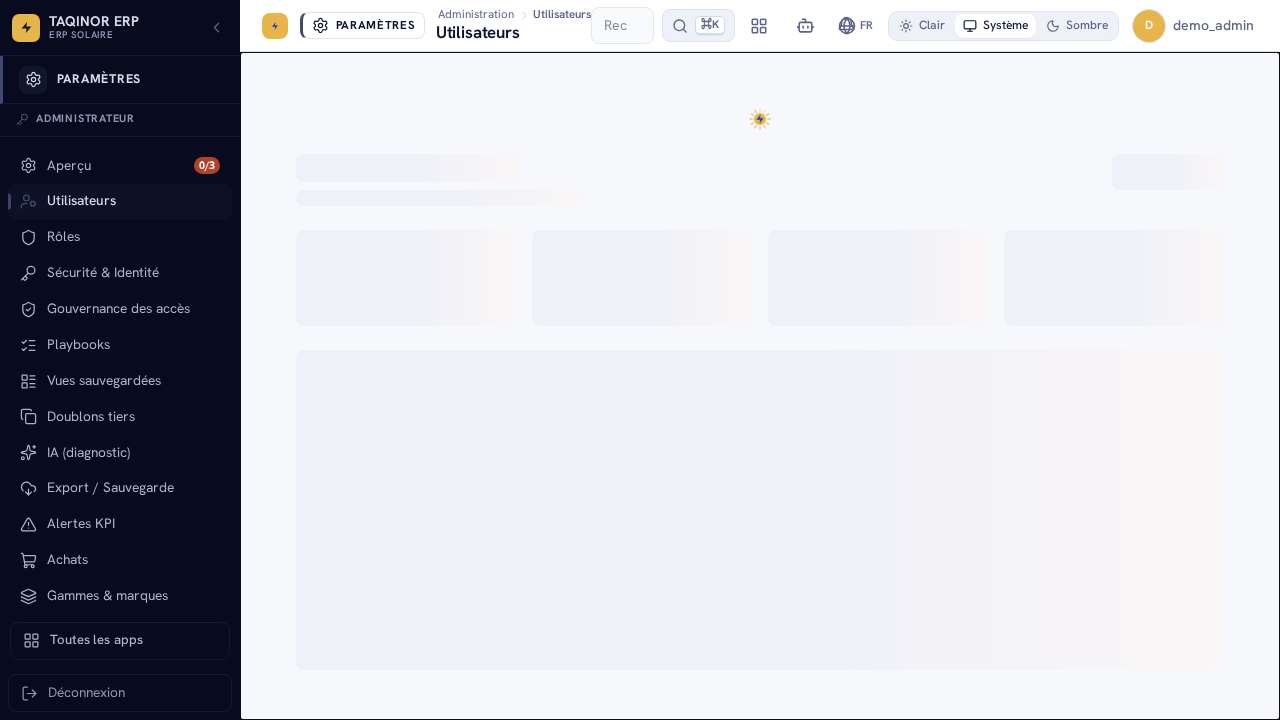 TAQINOR ERP
ERP SOLAIRE
PARAMÈTRES
ADMINISTRATEUR
Aperçu
0/3
Utilisateurs
Rôles
Sécurité & Identité
Gouvernance des accès
Playbooks
Vues sauvegardées
Doublons tiers
IA (diagnostic)
Export / Sauvegarde
Alertes KPI
Achats
Gammes & marques
Toutes les apps
Déconnexion
PARAMÈTRES
Administration
Utilisateurs
Utilisateurs
Rec
⌘K
FR
Clair
Système
Sombre
D
demo_admin